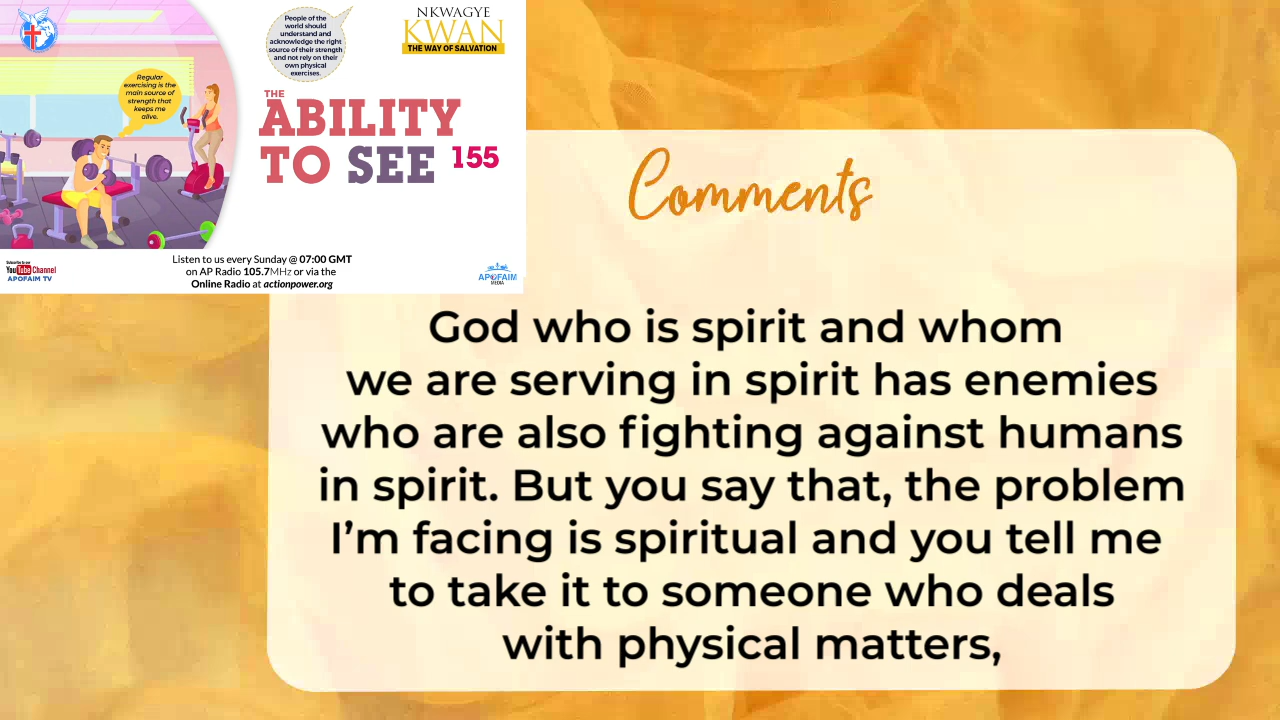 People of the
world should
understand and
acknowledge the right
source of their strength
and not rely on their
own physical
exercises.
NKWAGYE
KWAN
THE WAY OF SALVATION
Regular
exercising is the
main source of
strength that
keeps me
alive.
THE
ABILITY
TO SEE 155
Listen to us every Sunday @ 07:00 GMT
on AP Radio 105.7MHz or via the
Online Radio at actionpower.org
Subscribe to our
YouTube Channel
APOFAIM TV
APOFAIM
MEDIA
Comments
God who is spirit and whom
we are serving in spirit has enemies
who are also fighting against humans
in spirit. But you say that, the problem
I’m facing is spiritual and you tell me
to take it to someone who deals
with physical matters,